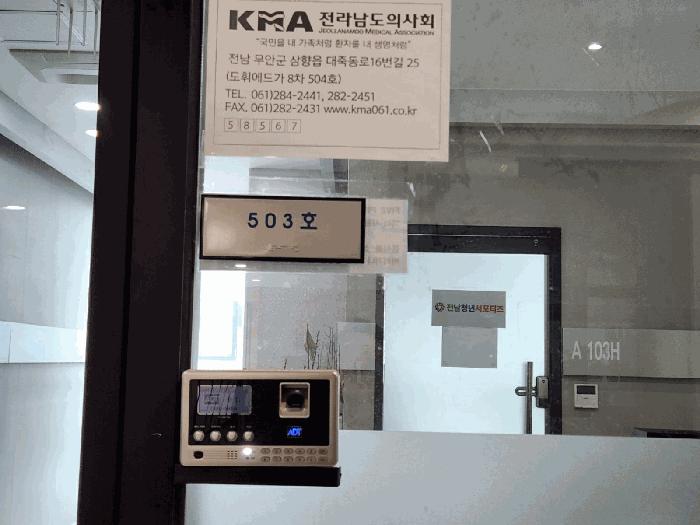 KMA 전라남도의사회
JEOLLANAMDO MEDICAL ASSOCIATION
"국민을 내 가족처럼 환자를 내 생명처럼"
전남 무안군 삼향읍 대죽동로16번길 25
(도휘에드가 8차 504호)
TEL. 061)284-2441, 282-2451
FAX. 061)282-2431 www.kma061.co.kr
58567
503호
전남청년서포터즈
A 103H
ADT